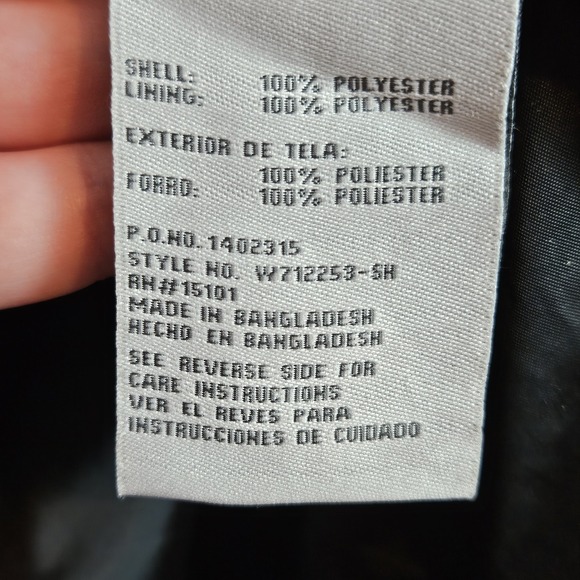 SHELL: 100% POLYESTER
LINING: 100% POLYESTER
EXTERIOR DE TELA:
100% POLIESTER
FORRO: 100% POLIESTER
P.O.NO. 1402315
STYLE NO. W712253-SH
RN#15101
MADE IN BANGLADESH
HECHO EN BANGLADESH
SEE REVERSE SIDE FOR
CARE INSTRUCTIONS
VER EL REVES PARA
INSTRUCCIONES DE CUIDADO